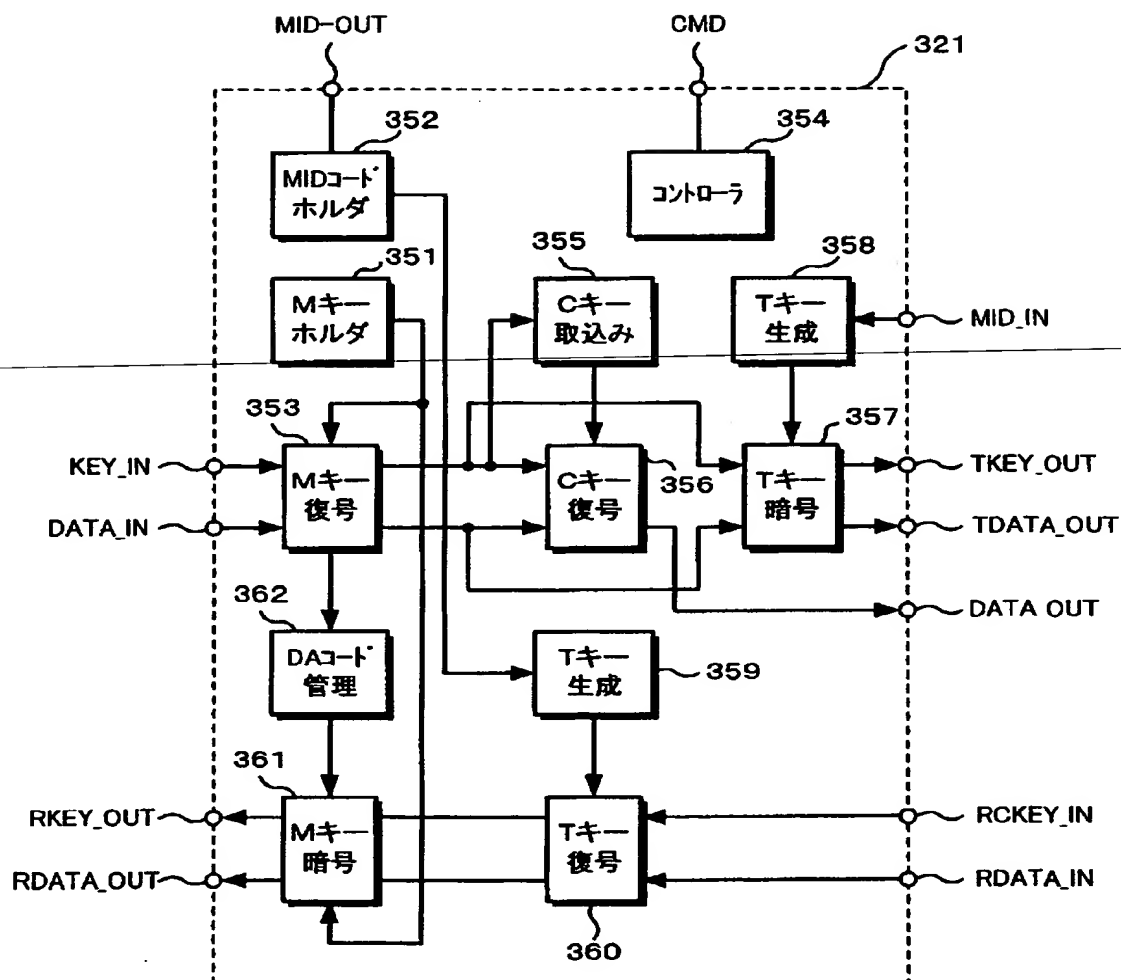 MID-OUT
CMD
321
352
354
MIDコード
ホルダ
コントローラ
351
355
358
Mキー
ホルダ
Cキー
取込み
Tキー
生成
MID_IN
353
357
KEY_IN
Mキー
復号
Cキー
復号
356
Tキー
暗号
TKEY_OUT
DATA_IN
TDATA_OUT
362
DATA OUT
DAコード
管理
Tキー
生成
359
361
RKEY_OUT
Mキー
暗号
Tキー
復号
RCKEY_IN
RDATA_OUT
RDATA_IN
360